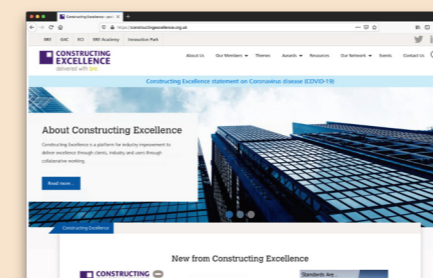 Constructing Excellence
https://constructingexcellence.org.uk
BRE Academy Innovation Park
CONSTRUCTING
EXCELLENCE
delivered with bre
About Us Our Members Themes Awards Resources Our Network Events Contact Us
Constructing Excellence statement on Coronavirus disease (COVID-19)
About Constructing Excellence
Constructing Excellence is a platform for industry improvement to
deliver excellence through clients, industry and users through
collaborative working.
Read more...
Constructing Excellence
New from Constructing Excellence
CONSTRUCTING
Standards Are...